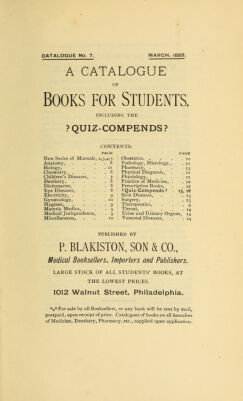 CATALOGUE No. 7. MARCH, 1889.
A CATALOGUE
OF
BOOKS FOR STUDENTS.
INCLUDING THE
?QUIZ-COMPENDS?
CONTENTS.
PAGE
New Series of Manuals, 2,3,4,5
Anatomy, 6
Biology, 11
Chemistry, 6
Children's Diseases, 7
Dentistry, 8
Dictionaries, 8
Eye Diseases, 8
Electricity, 9
Gynæcology, 10
Hygiene, 9
Materia Medica, 9
Medical Jurisprudence, 9
Miscellaneous, 10
PAGE
Obstetrics, 10
Pathology, Histology, 11
Pharmacy, 12
Physical Diagnosis, 11
Physiology, 11
Practice of Medicine, 12
Prescription Books, 12
?Quiz-Compends? 15, 16
Skin Diseases, 12
Surgery, 13
Therapeutics, 9
Throat, 14
Urine and Urinary Organs, 14
Venereal Diseases, 14
PUBLISHED BY
P. BLAKISTON, SON & CO.,
Medical Booksellers, Importers and Publishers.
LARGE STOCK OF ALL STUDENTS' BOOKS, AT
THE LOWEST PRICES.
1012 Walnut Street, Philadelphia.
*** For sale by all Booksellers, or any book will be sent by mail,
postpaid, upon receipt of price. Catalogues of books on all branches
of Medicine, Dentistry, Pharmacy, etc., supplied upon application.